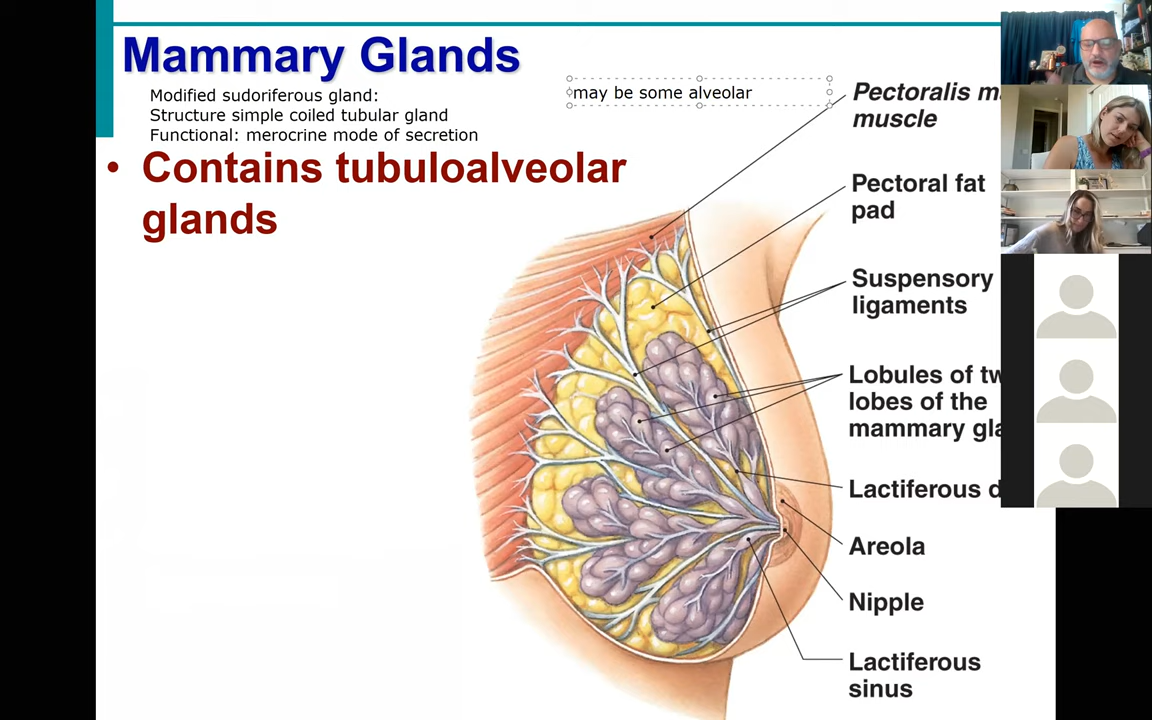 Mammary Glands
Modified sudoriferous gland:
Structure simple coiled tubular gland
Functional: merocrine mode of secretion
may be some alveolar
• Contains tubuloalveolar
glands
Pectoralis
muscle
Pectoral fat
pad
Suspensory
ligaments
Lobules of
lobes of the
mammary
Lactiferous
Areola
Nipple
Lactiferous
sinus